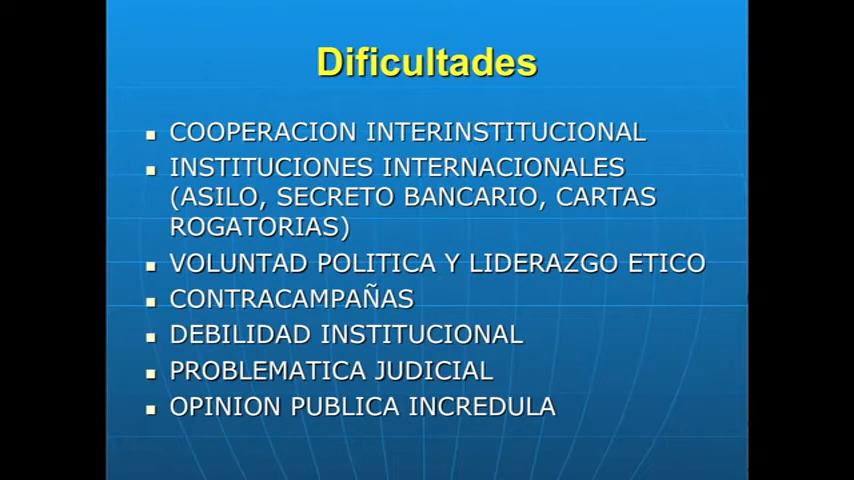 Dificultades
COOPERACION INTERINSTITUCIONAL
INSTITUCIONES INTERNACIONALES
(ASILO, SECRETO BANCARIO, CARTAS
ROGATORIAS)
VOLUNTAD POLITICA Y LIDERAZGO ETICO
CONTRACAMPAÑAS
DEBILIDAD INSTITUCIONAL
PROBLEMATICA JUDICIAL
OPINION PUBLICA INCREDULA